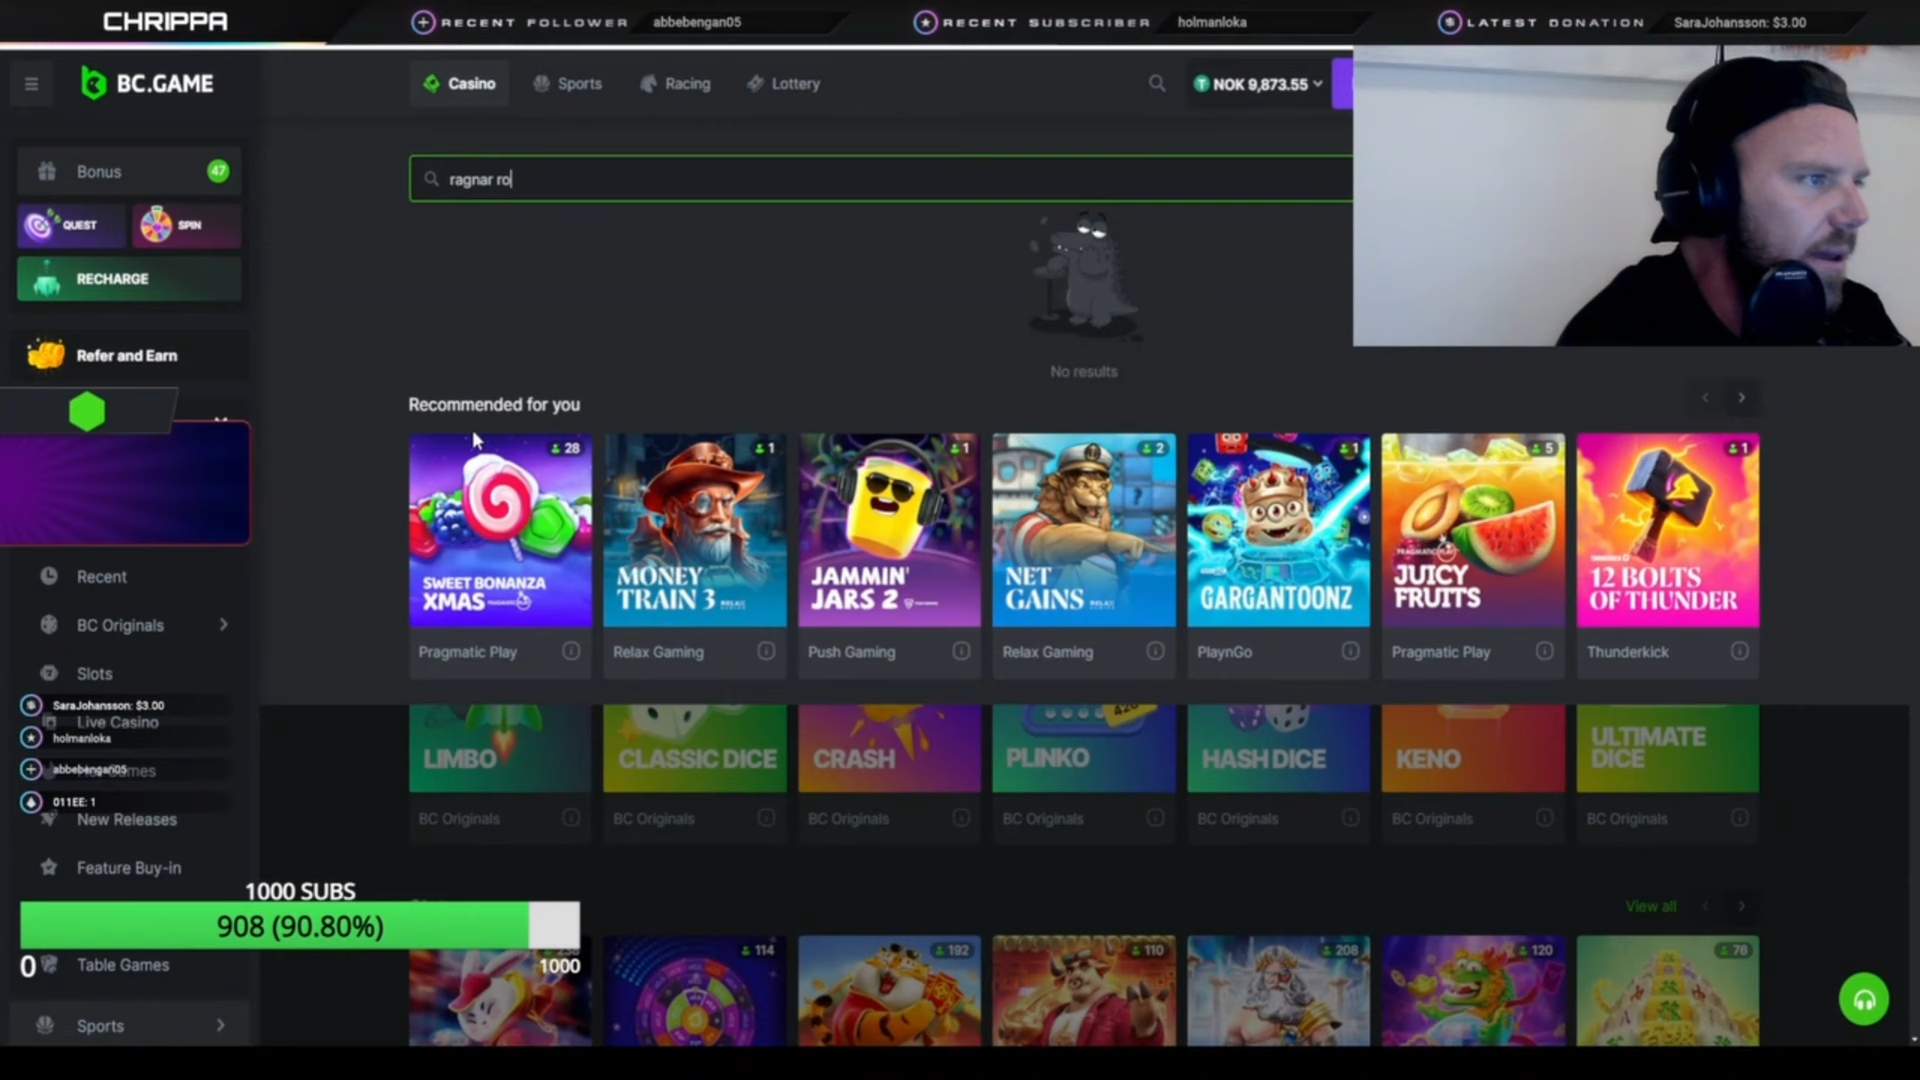 CHRIPPA
RECENT FOLLOWER abbebengan05
RECENT SUBSCRIBER holmanloka
LATEST DONATION SaraJohansson: $3.00
BC.GAME
Casino
Sports
Racing
Lottery
NOK 9,873.55
ragnar ro
No results
Bonus 47
QUEST
SPIN
RECHARGE
Refer and Earn
Recommended for you
28
SWEET BONANZA
XMAS
Pragmatic Play
1
MONEY
TRAIN 3
Relax Gaming
1
JAMMIN'
JARS 2
Push Gaming
2
NET
GAINS
Relax Gaming
1
GARGANTOONZ
PlaynGo
5
PRAGMATIC PLAY
JUICY
FRUITS
Pragmatic Play
1
12 BOLTS
OF THUNDER
Thunderkick
Recent
BC Originals
Slots
SaraJohansson: $3.00
Live Casino
holmanloka
abbebengan05
011EE: 1
New Releases
Feature Buy-in
Table Games
Sports
LIMBO
BC Originals
CLASSIC DICE
BC Originals
CRASH
BC Originals
PLINKO
BC Originals
HASH DICE
BC Originals
KENO
BC Originals
ULTIMATE
DICE
BC Originals
View all
1000 SUBS
908 (90.80%)
0
1000
114
192
110
208
120
76